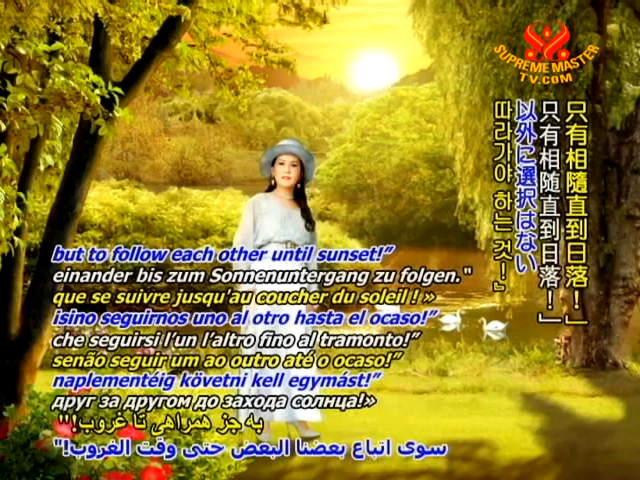 SUPREME MASTER
TV.COM
只有相隨直到日落！」
只有相随直到日落！」
以外に選択はない
따라가야 하는 것！」
but to follow each other until sunset!”
einander bis zum Sonnenuntergang zu folgen."
que se suivre jusqu'au coucher du soleil ! »
¡sino seguirnos uno al otro hasta el ocaso!”
che seguirsi l’un l’altro fino al tramonto!”
senão seguir um ao outro até o ocaso!”
naplementéig követni kell egymást!”
друг за другом до захода солнца!»
به جز همراهی تا غروب!"
سوى اتباع بعضنا البعض حتى وقت الغروب!"